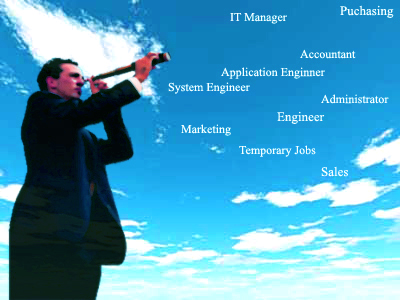 Puchasing
IT Manager
Accountant
Application Enginner
System Engineer
Administrator
Engineer
Marketing
Temporary Jobs
Sales